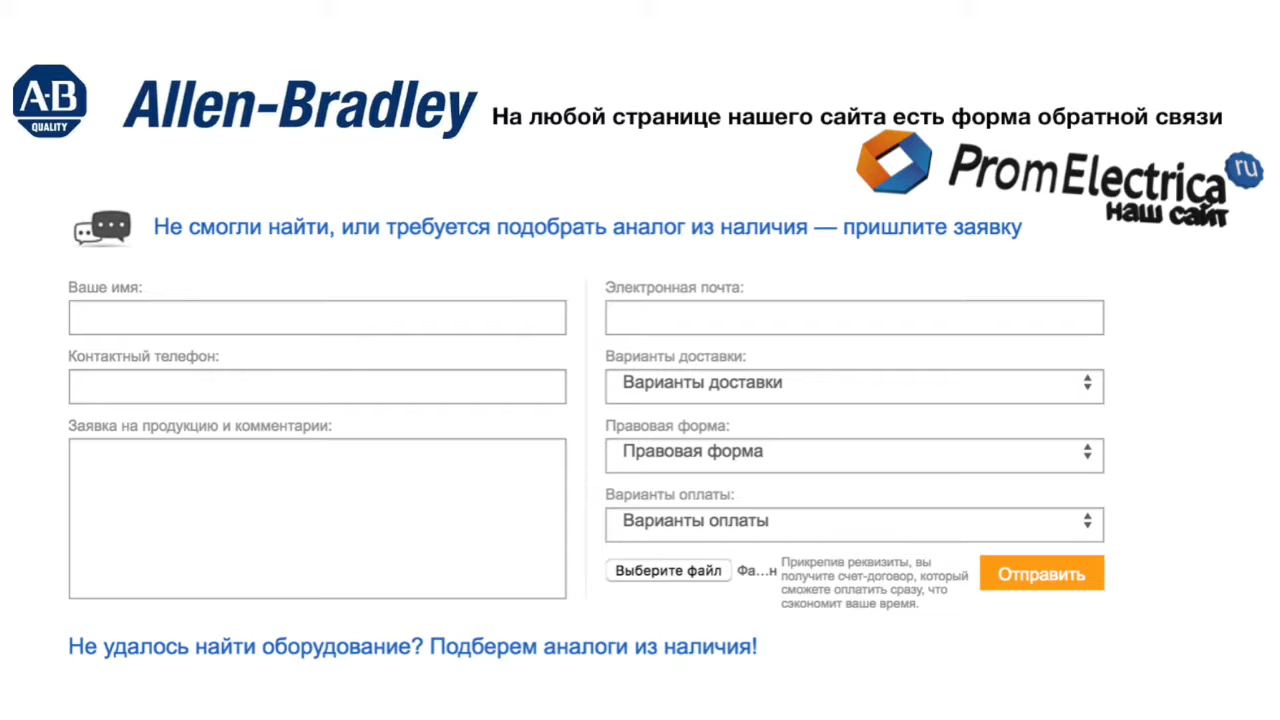 A-B
QUALITY
Allen-Bradley
На любой странице нашего сайта есть форма обратной связи
PromElectrica ru
наш сайт
Не смогли найти, или требуется подобрать аналог из наличия — пришлите заявку
Ваше имя:
Электронная почта:
Контактный телефон:
Варианты доставки:
Варианты доставки
Заявка на продукцию и комментарии:
Правовая форма:
Правовая форма
Варианты оплаты:
Варианты оплаты
Выберите файл Фа...н
Прикрепив реквизиты, вы
получите счет-договор, который
сможете оплатить сразу, что
сэкономит ваше время.
Отправить
Не удалось найти оборудование? Подберем аналоги из наличия!